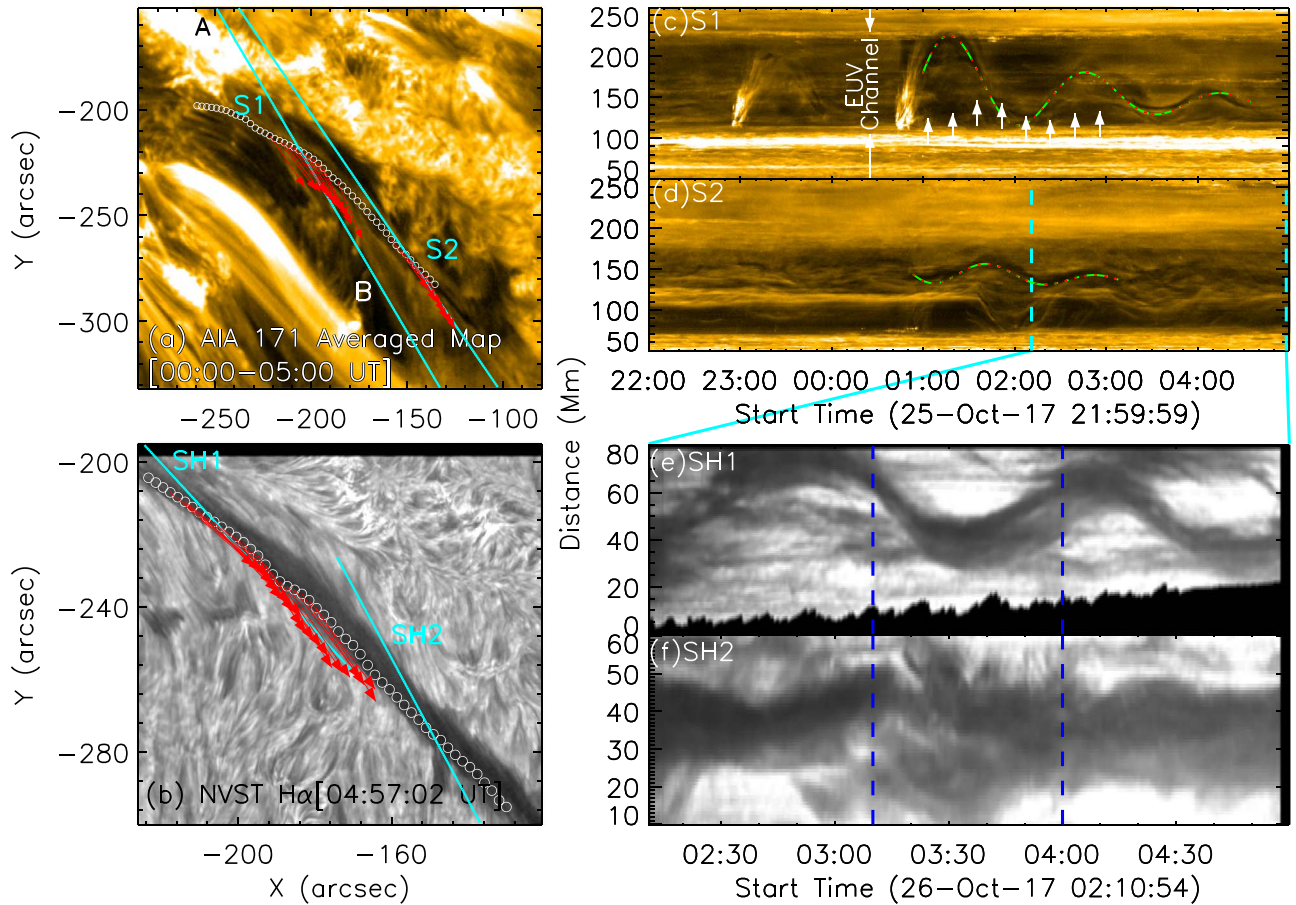 A
S1
S2
B
(a) AIA 171 Averaged Map
[00:00−05:00 UT]
Y (arcsec)
−200
−250
−300
−250 −200 −150 −100
SH1
SH2
(b) NVST Hα[04:57:02 UT]
Y (arcsec)
−200
−240
−280
−200 −160
X (arcsec)
(c)S1
EUV
Channel
250
200
150
100
50
(d)S2
250
200
150
100
50
22:00 23:00 00:00 01:00 02:00 03:00 04:00
Start Time (25−Oct−17 21:59:59)
Distance (Mm)
(e)SH1
80
60
40
20
0
(f)SH2
60
50
40
30
20
10
02:30 03:00 03:30 04:00 04:30
Start Time (26−Oct−17 02:10:54)